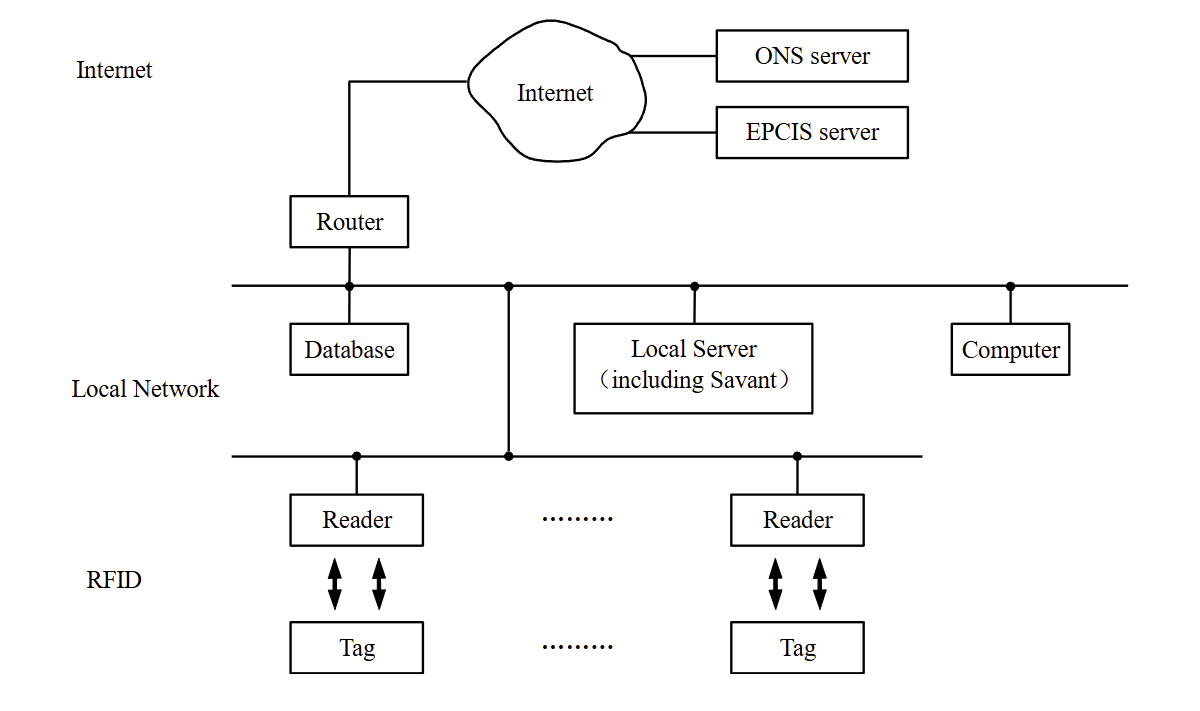 Internet
Internet
ONS server
EPCIS server
Router
Database
Local Server
（including Savant）
Computer
Local Network
Reader
………
Reader
RFID
Tag
………
Tag